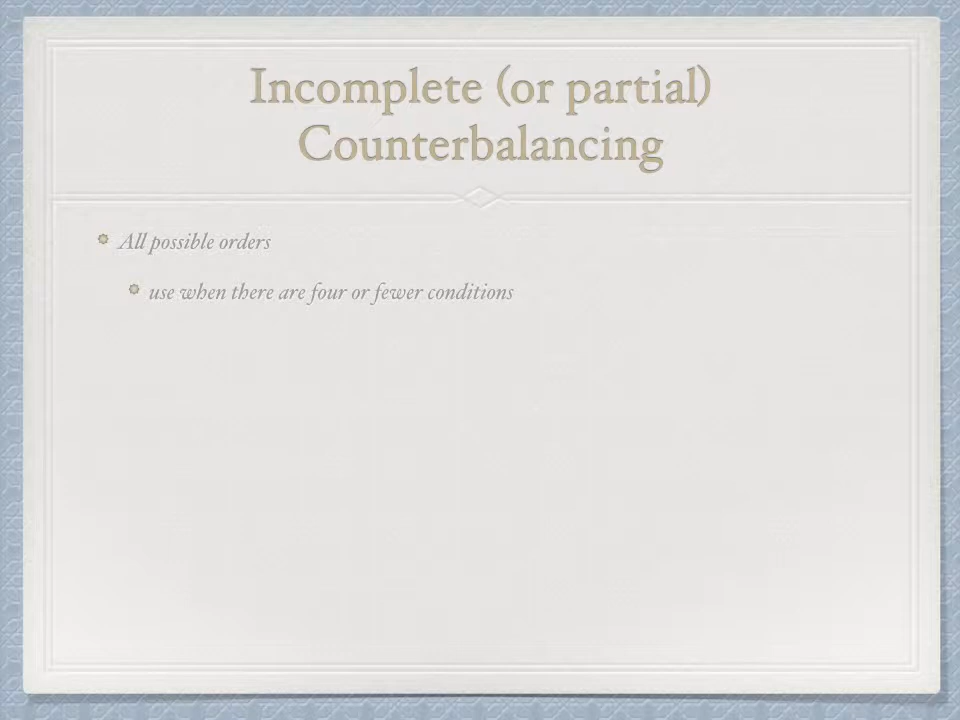 Incomplete (or partial)
Counterbalancing
All possible orders
use when there are four or fewer conditions